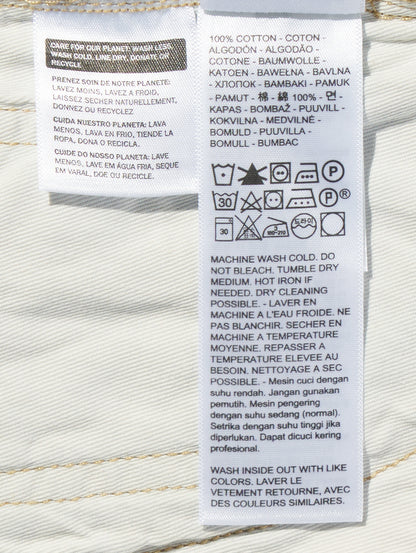 CARE FOR OUR PLANET: WASH LESS,
WASH COLD, LINE DRY, DONATE OR
RECYCLE
PRENEZ SOIN DE NOTRE PLANETE:
LAVEZ MOINS, LAVEZ A FROID,
LAISSEZ SECHER NATURELLEMENT,
DONNEZ OU RECYCLEZ
CUIDA NUESTRO PLANETA: LAVA
MENOS, LAVA EN FRIO, TIENDE LA
ROPA, DONA O RECICLA.
CUIDE DO NOSSO PLANETA: LAVE
MENOS, LAVE EM ÁGUA FRIA, SEQUE
EM VARAL, DOE OU RECICLE.
100% COTTON - COTON -
ALGODÓN - ALGODÃO -
COTONE - BAUMWOLLE -
KATOEN - BAWEŁNA - BAVLNA
- ХЛОПОК - BAMBAKI - PAMUK
- PAMUT - 棉 - 綿 100% - 면 -
KAPAS - BOMBAŽ - PUUVILL -
KOKVILNA - MEDVILNĖ -
BOMULD - PUUVILLA -
BOMULL - BUMBAC
P
30 P ®
30 드라이
MACHINE WASH COLD. DO
NOT BLEACH. TUMBLE DRY
MEDIUM. HOT IRON IF
NEEDED. DRY CLEANING
POSSIBLE. - LAVER EN
MACHINE A L'EAU FROIDE. NE
PAS BLANCHIR. SECHER EN
MACHINE A TEMPERATURE
MOYENNE. REPASSER A
TEMPERATURE ELEVEE AU
BESOIN. NETTOYAGE A SEC
POSSIBLE. - Mesin cuci dengan
suhu rendah. Jangan gunakan
pemutih. Mesin pengering
dengan suhu sedang (normal).
Setrika dengan suhu tinggi jika
diperlukan. Dapat dicuci kering
profesional.
WASH INSIDE OUT WITH LIKE
COLORS. LAVER LE
VETEMENT RETOURNE, AVEC
DES COULEURS SIMILAIRES.